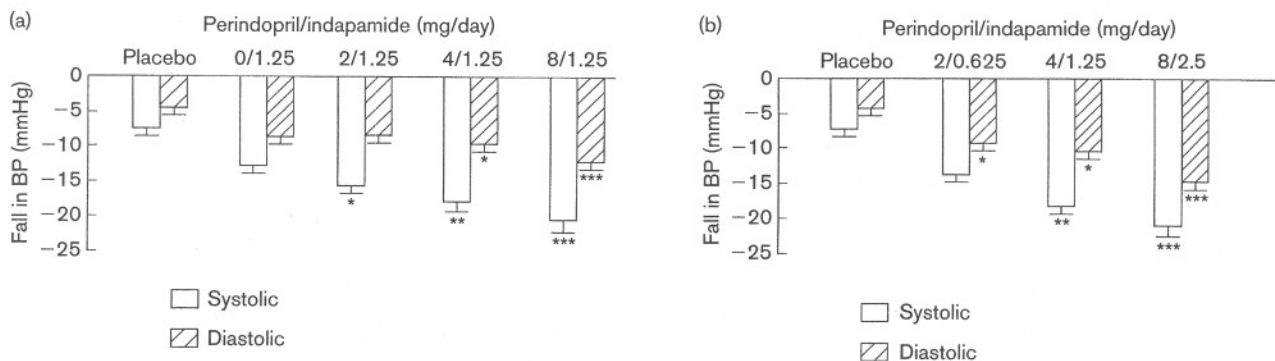 (a)
Perindopril/indapamide (mg/day)
Placebo 0/1.25 2/1.25 4/1.25 8/1.25
0
−5
−10
−15
−20
−25
Fall in BP (mmHg)
*
**
*
***
***
Systolic
Diastolic
(b)
Perindopril/indapamide (mg/day)
Placebo 2/0.625 4/1.25 8/2.5
0
−5
−10
−15
−20
−25
Fall in BP (mmHg)
*
**
*
***
***
Systolic
Diastolic